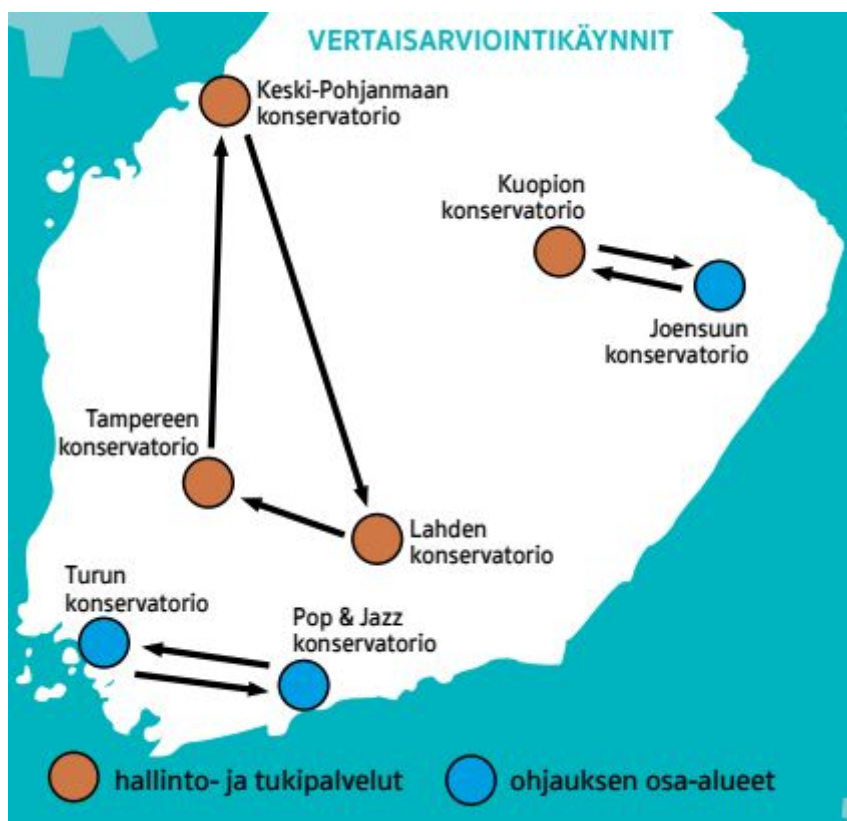 VERTAISARVIOINTIKÄYNNIT
Keski-Pohjanmaan
konservatorio
Kuopion
konservatorio
Joensuun
konservatorio
Tampereen
konservatorio
Lahden
konservatorio
Turun
konservatorio
Pop & Jazz
konservatorio
hallinto- ja tukipalvelut
ohjauksen osa-alueet